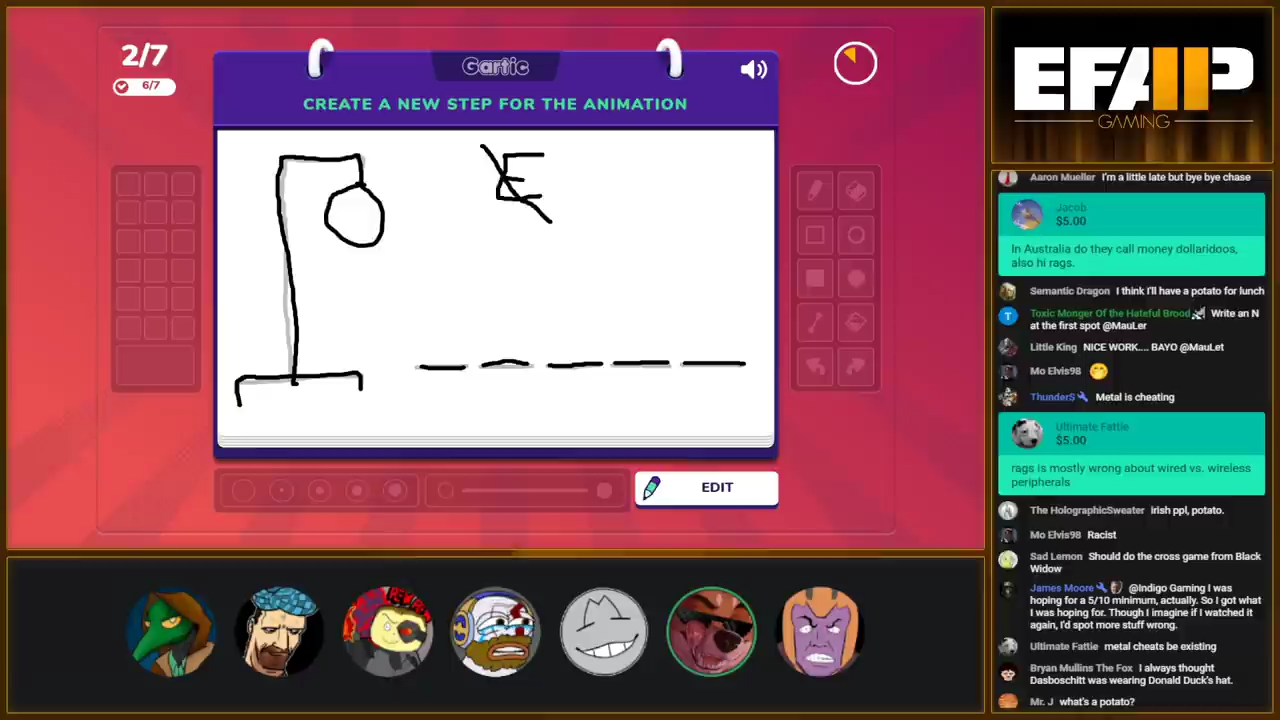 2/7
6/7
Gartic
CREATE A NEW STEP FOR THE ANIMATION
E
EDIT
EFAP
GAMING
Aaron Mueller I'm a little late but bye bye chase
Jacob
$5.00
In Australia do they call money dollaridoos,
also hi rags.
Semantic Dragon I think I'll have a potato for lunch
Toxic Monger Of the Hateful Brood Write an N
at the first spot @MauLer
Little King NICE WORK.... BAYO @MauLet
Mo Elvis98
ThunderS Metal is cheating
Ultimate Fattie
$5.00
rags is mostly wrong about wired vs. wireless
peripherals
The HolographicSweater irish ppl, potato.
Mo Elvis98 Racist
Sad Lemon Should do the cross game from Black
Widow
James Moore @Indigo Gaming I was
hoping for a 5/10 minimum, actually. So I got what
I was hoping for. Though I imagine if I watched it
again, I'd spot more stuff wrong.
Ultimate Fattie metal cheats be existing
Bryan Mullins The Fox I always thought
Dasboschitt was wearing Donald Duck's hat.
Mr. J what's a potato?